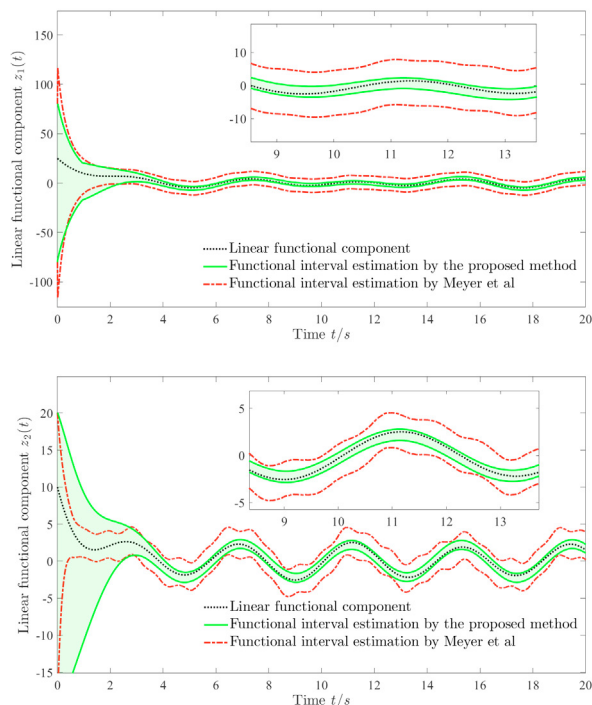 Linear functional component z₁(t)
150
100
50
0
-50
-100
10
0
-10
9 10 11 12 13
Linear functional component
Functional interval estimation by the proposed method
Functional interval estimation by Meyer et al
0 2 4 6 8 10 12 14 16 18 20
Time t/s
Linear functional component z₂(t)
20
15
10
5
0
-5
-10
-15
5
0
-5
9 10 11 12 13
Linear functional component
Functional interval estimation by the proposed method
Functional interval estimation by Meyer et al
0 2 4 6 8 10 12 14 16 18 20
Time t/s